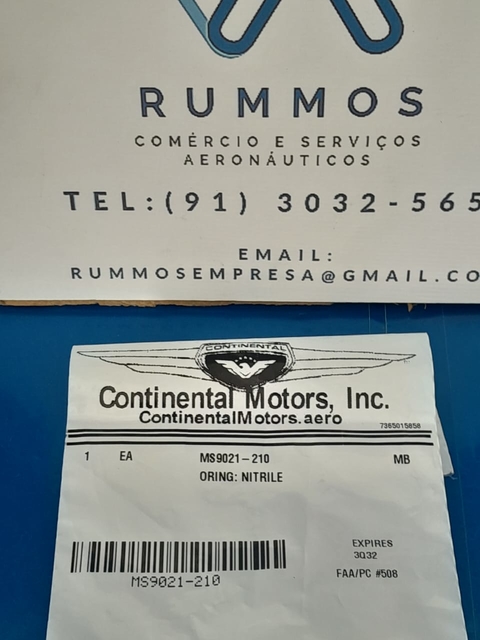 RUMMOS
COMÉRCIO E SERVIÇOS
AERONÁUTICOS
TEL:(91) 3032-565
EMAIL:
RUMMOSEMPRESA@GMAIL.CO
CONTINENTAL
Continental Motors, Inc.
ContinentalMotors.aero
7365015858
1 EA MS9021-210 MB
ORING: NITRILE
EXPIRES
3Q32
MS9021-210
FAA/PC #508